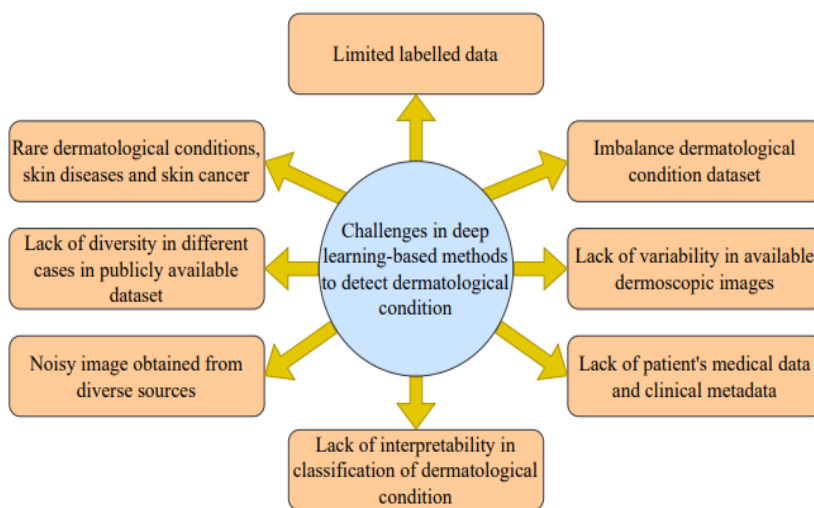 Limited labelled data
Rare dermatological conditions,
skin diseases and skin cancer
Imbalance dermatological
condition dataset
Challenges in deep
learning-based methods
to detect dermatological
condition
Lack of diversity in different
cases in publicly available
dataset
Lack of variability in available
dermoscopic images
Noisy image obtained from
diverse sources
Lack of patient's medical data
and clinical metadata
Lack of interpretability in
classification of dermatological
condition